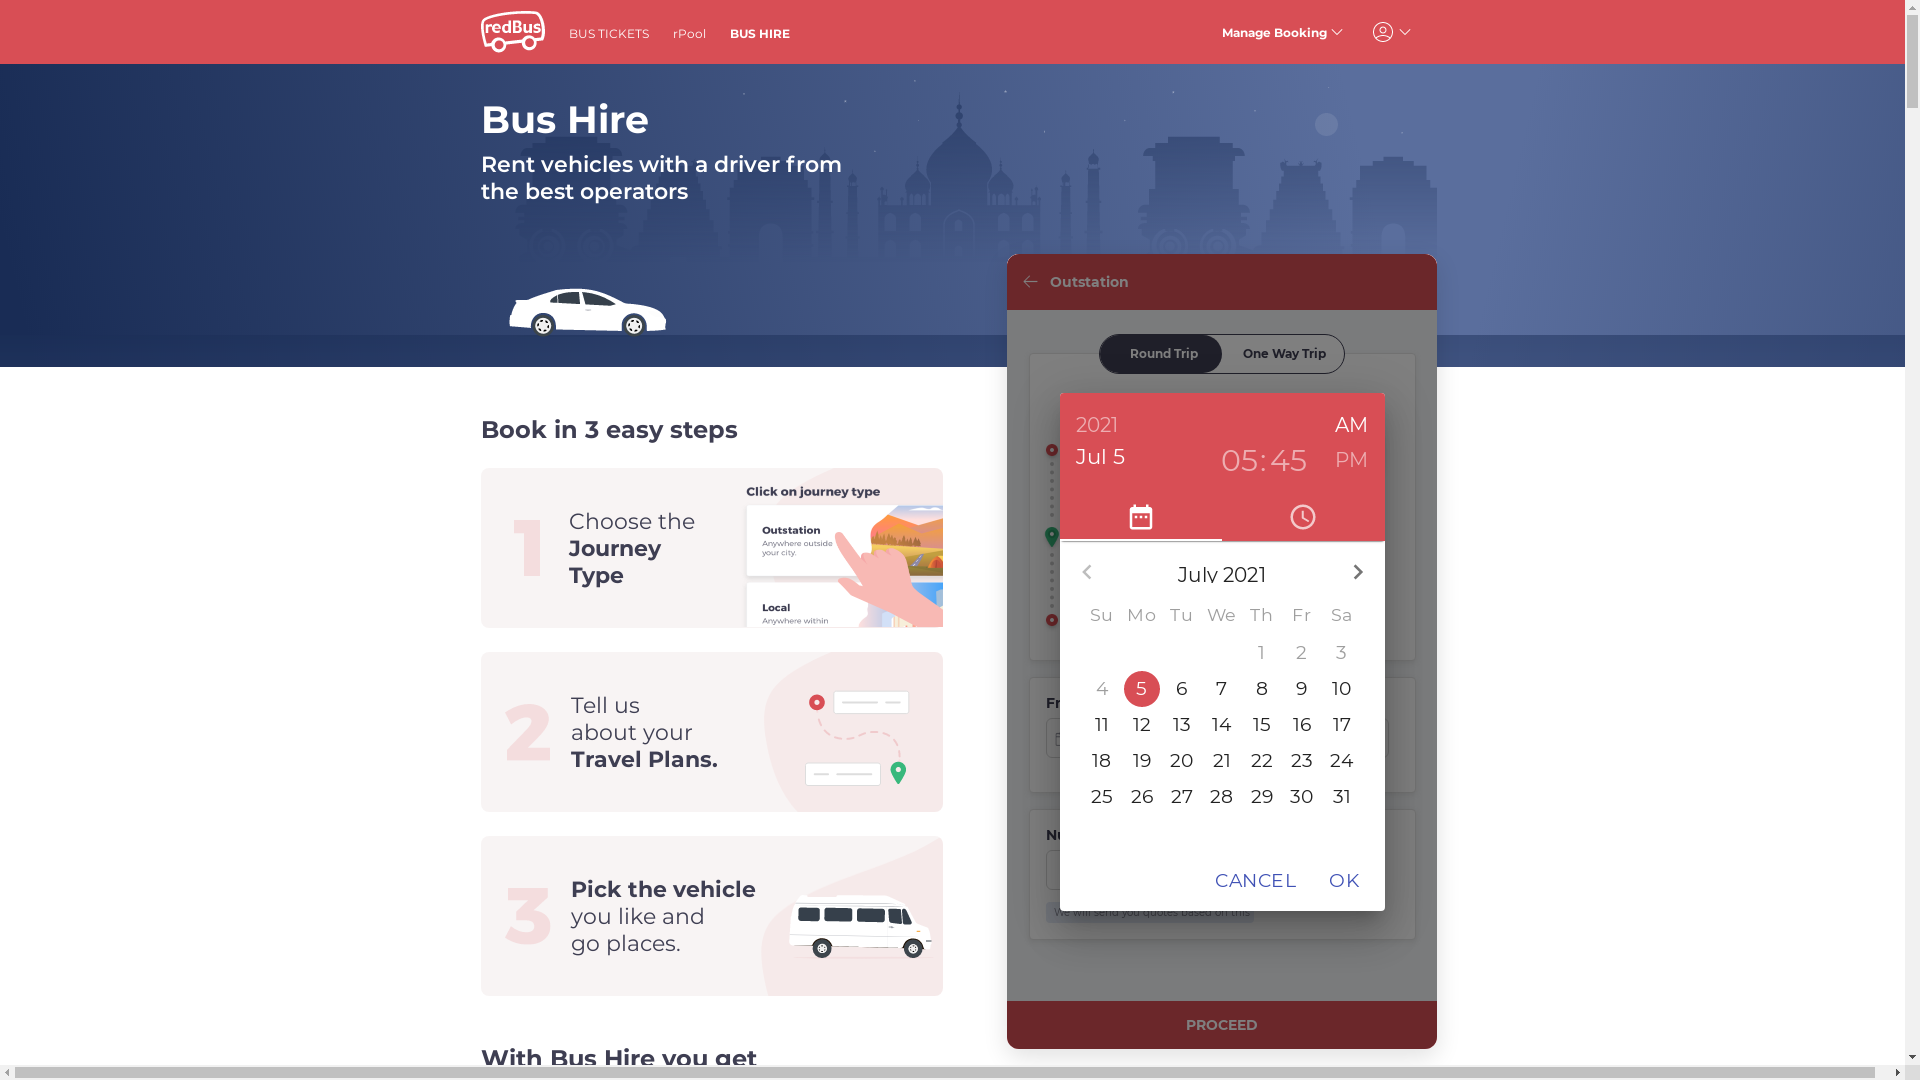 redBus
BUS TICKETS
rPool
BUS HIRE
Manage Booking
Bus Hire
Rent vehicles with a driver from
the best operators
Outstation
Round Trip
One Way Trip
Book in 3 easy steps
1
Choose the
Journey
Type
Click on journey type
Outstation
Anywhere outside
your city.
Local
Anywhere within
2
Tell us
about your
Travel Plans.
3
Pick the vehicle
you like and
go places.
With Bus Hire you get
2021
Jul 5
05:45
AM
PM
July 2021
Su Mo Tu We Th Fr Sa
1 2 3
4 5 6 7 8 9 10
11 12 13 14 15 16 17
18 19 20 21 22 23 24
25 26 27 28 29 30 31
CANCEL
OK
We will send you quotes based on this
PROCEED